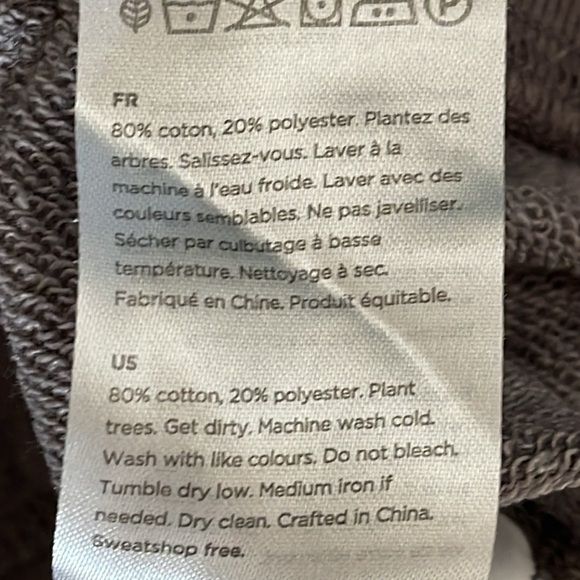 P
FR
80% coton, 20% polyester. Plantez des
arbres. Salissez-vous. Laver à la
machine à l'eau froide. Laver avec des
couleurs semblables. Ne pas javelliser.
Sécher par culbutage à basse
température. Nettoyage à sec.
Fabriqué en Chine. Produit équitable.
US
80% cotton, 20% polyester. Plant
trees. Get dirty. Machine wash cold.
Wash with like colours. Do not bleach.
Tumble dry low. Medium iron if
needed. Dry clean. Crafted in China.
Sweatshop free.